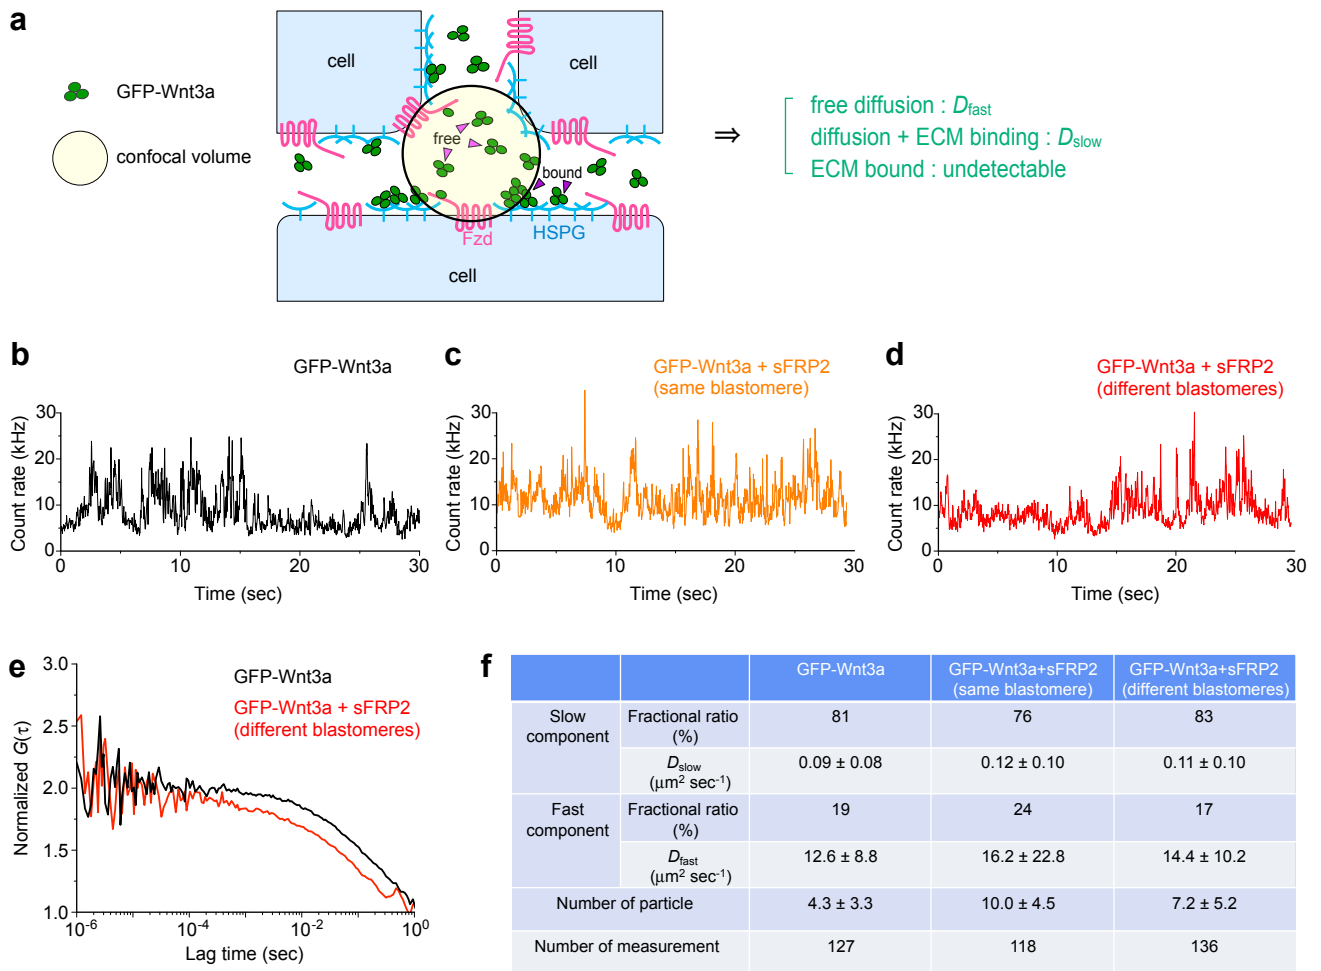 a
GFP-Wnt3a
confocal volume
cell
cell
free
bound
Fzd
HSPG
cell
⇒
free diffusion : Dfast
diffusion + ECM binding : Dslow
ECM bound : undetectable
b
GFP-Wnt3a
Count rate (kHz)
30
20
10
0
0 10 20 30
Time (sec)
c
GFP-Wnt3a + sFRP2
(same blastomere)
Count rate (kHz)
30
20
10
0
0 10 20 30
Time (sec)
d
GFP-Wnt3a + sFRP2
(different blastomeres)
Count rate (kHz)
30
20
10
0
0 10 20 30
Time (sec)
e
GFP-Wnt3a
GFP-Wnt3a + sFRP2
(different blastomeres)
Normalized G(τ)
3.0
2.5
2.0
1.5
1.0
10⁻⁶ 10⁻⁴ 10⁻² 10⁰
Lag time (sec)
f
GFP-Wnt3a GFP-Wnt3a+sFRP2 GFP-Wnt3a+sFRP2
(same blastomere) (different blastomeres)
Slow Fractional ratio 81 76 83
component (%)
Dslow 0.09 ± 0.08 0.12 ± 0.10 0.11 ± 0.10
(μm² sec⁻¹)
Fast Fractional ratio 19 24 17
component (%)
Dfast 12.6 ± 8.8 16.2 ± 22.8 14.4 ± 10.2
(μm² sec⁻¹)
Number of particle 4.3 ± 3.3 10.0 ± 4.5 7.2 ± 5.2
Number of measurement 127 118 136